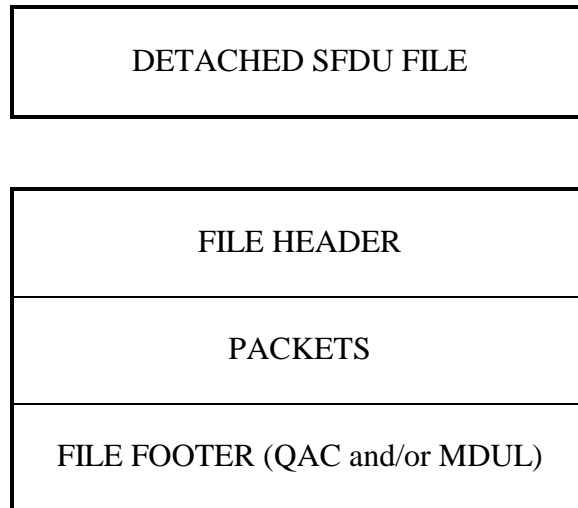 DETACHED SFDU FILE
FILE HEADER
PACKETS
FILE FOOTER (QAC and/or MDUL)